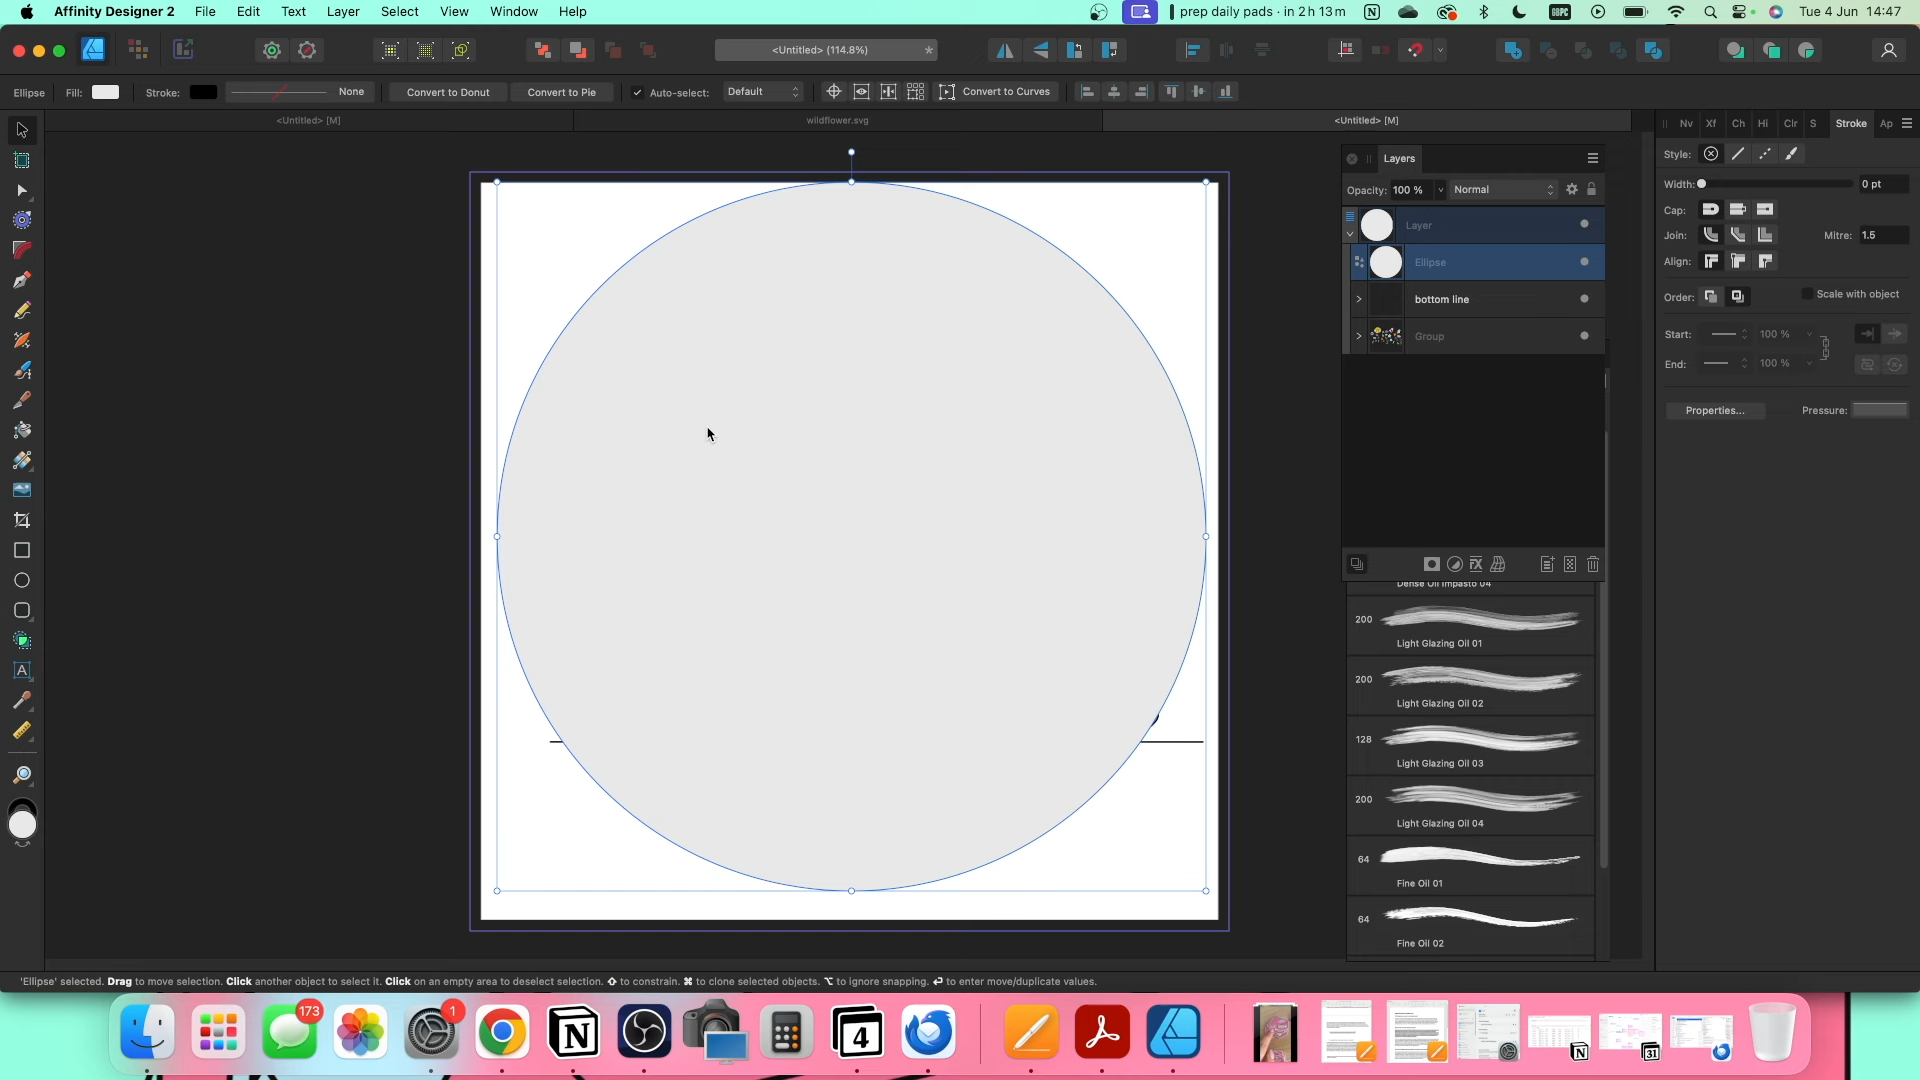 Affinity Designer 2 File Edit Text Layer Select View Window Help
prep daily pads · in 2 h 13 m
Tue 4 Jun 14:47
<Untitled> (114.8%)
*
Ellipse Fill: Stroke: None Convert to Donut Convert to Pie Auto-select: Default Convert to Curves
<Untitled> [M] wildflower.svg <Untitled> [M]
Nv Xf Ch Hi Clr S Stroke Ap
Style:
Width: 0 pt
Cap:
Join: Mitre: 1.5
Align:
Order: Scale with object
Start: 100 %
End: 100 %
Properties... Pressure:
Layers
Opacity: 100 % Normal
Layer
Ellipse
bottom line
Group
Dense Oil Impasto 04
200
Light Glazing Oil 01
200
Light Glazing Oil 02
128
Light Glazing Oil 03
200
Light Glazing Oil 04
64
Fine Oil 01
64
Fine Oil 02
'Ellipse' selected. Drag to move selection. Click another object to select it. Click on an empty area to deselect selection. ⇧ to constrain. ⌘ to clone selected objects. ⌥ to ignore snapping. ↩ to enter move/duplicate values.
173
1
4
31